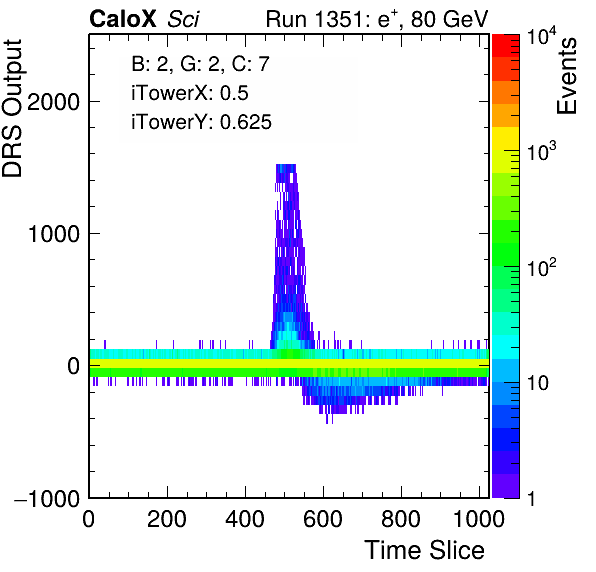 CaloX Sci Run 1351: e⁺, 80 GeV
B: 2, G: 2, C: 7
iTowerX: 0.5
iTowerY: 0.625
DRS Output
2000
1000
0
−1000
0 200 400 600 800 1000
Time Slice
Events
10⁴
10³
10²
10
1